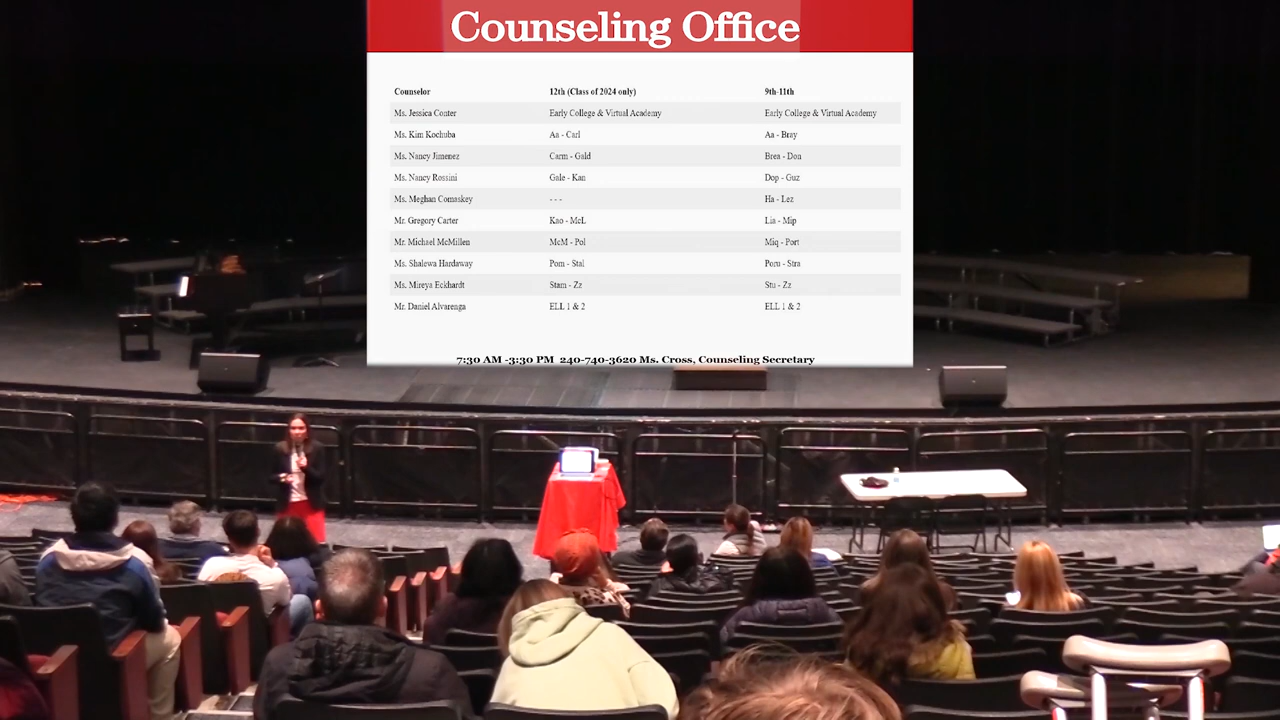 Counseling Office
Counselor 12th (Class of 2024 only) 9th-11th
Ms. Jessica Conter Early College & Virtual Academy Early College & Virtual Academy
Ms. Kim Kochuba Aa - Carl Aa - Bray
Ms. Nancy Jimenez Carm - Gald Brea - Don
Ms. Nancy Rossini Gale - Kan Dop - Guz
Ms. Meghan Comaskey - - - Ha - Lez
Mr. Gregory Carter Kao - McL Lia - Mip
Mr. Michael McMillen McM - Pol Miq - Port
Ms. Shalewa Hardaway Pom - Stal Poru - Stra
Ms. Mireya Eckhardt Stam - Zz Stu - Zz
Mr. Daniel Alvarenga ELL 1 & 2 ELL 1 & 2
7:30 AM -3:30 PM 240-740-3620 Ms. Cross, Counseling Secretary